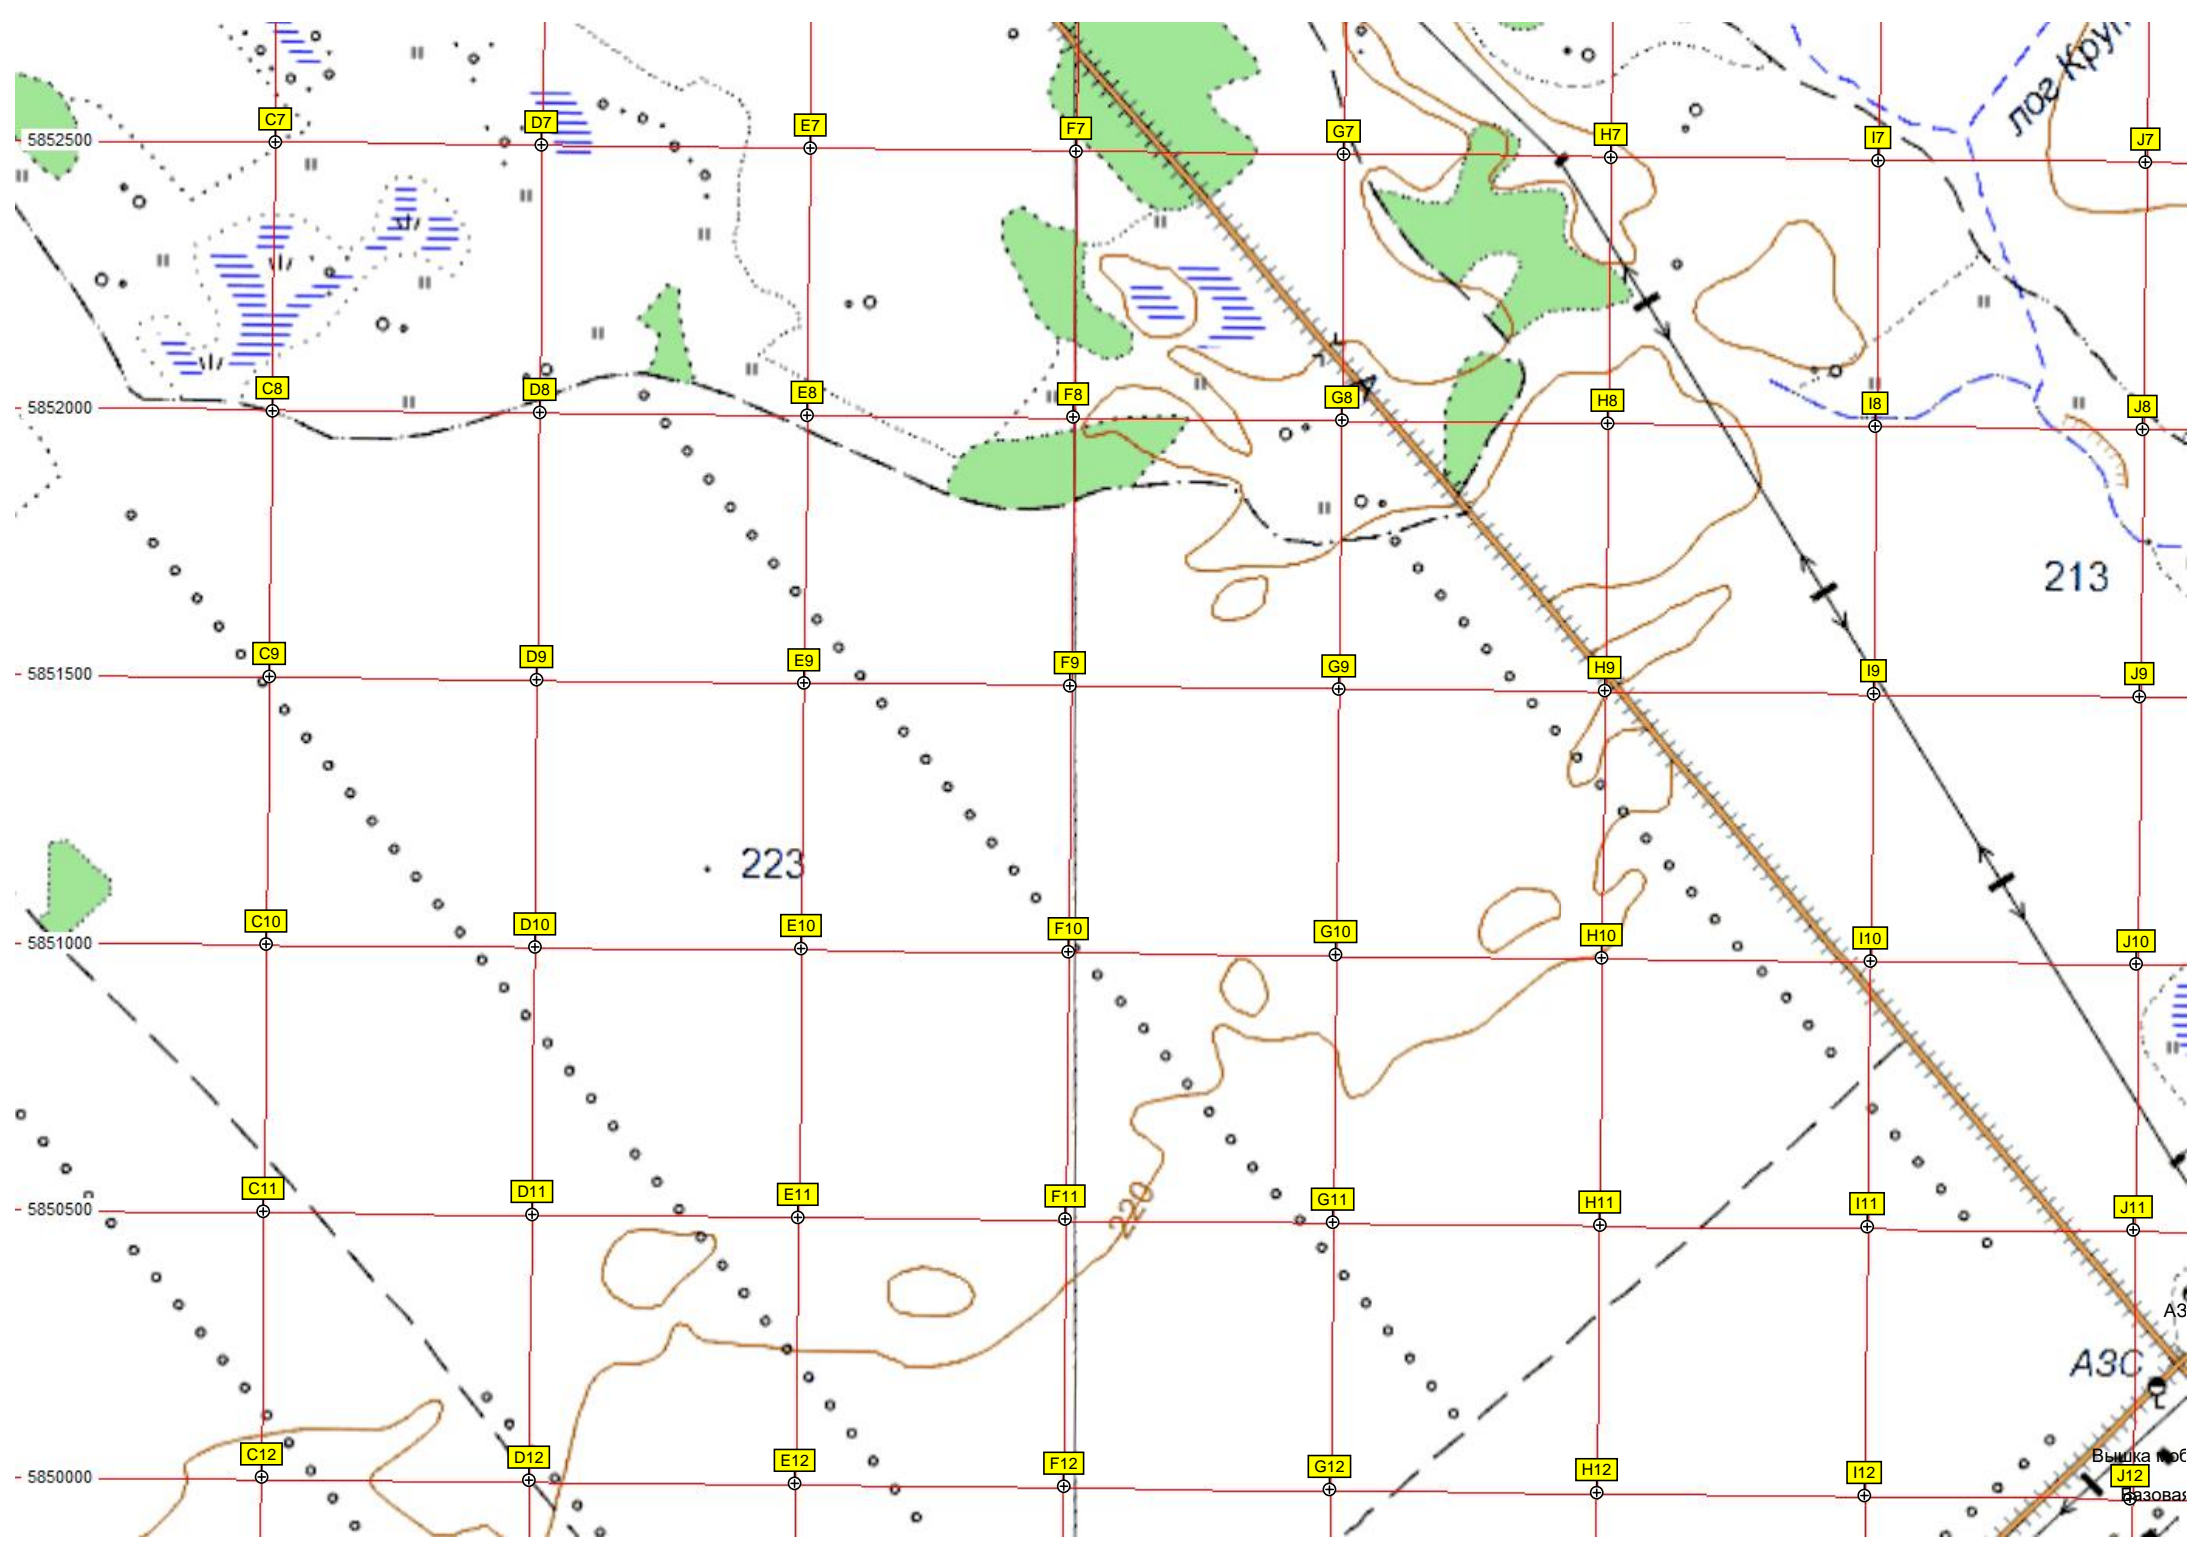 лог Круп
C7 D7 E7 F7 G7 H7 I7 J7
5852500
C8 D8 E8 F8 G8 H8 I8 J8
5852000
213
C9 D9 E9 F9 G9 H9 I9 J9
5851500
223
C10 D10 E10 F10 G10 H10 I10 J10
5851000
C11 D11 E11 F11 G11 H11 I11 J11
5850500
220
АЗ
АЗС
Вышка моб
C12 D12 E12 F12 G12 H12 I12 J12
5850000
Базовая